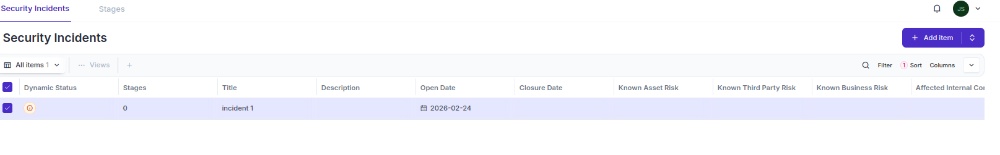 Security Incidents Stages JS
Security Incidents + Add item
All items 1 ··· Views + Filter 1 Sort Columns
Dynamic Status Stages Title Description Open Date Closure Date Known Asset Risk Known Third Party Risk Known Business Risk Affected Internal Cor
0 incident 1 2026-02-24